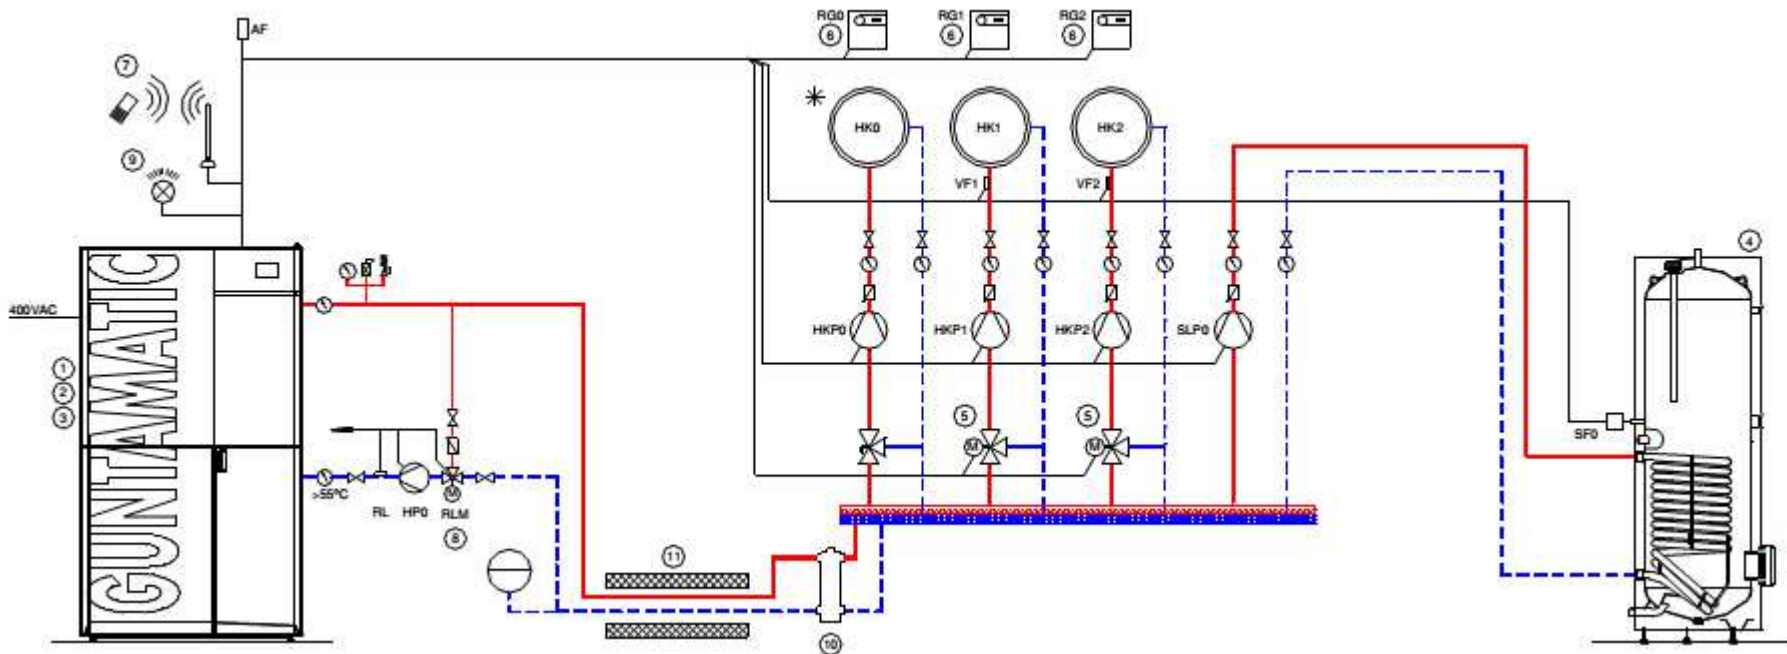 AF
RG0
RG1
RG2
6
6
6
7
9
HK0
HK1
HK2
VF1
VF2
4
400VAC
GUNTAMATIC
1
2
3
HKP0
HKP1
HKP2
SLP0
5
5
M
M
SF0
>55°C
M
RL
HP0
RLM
8
11
10